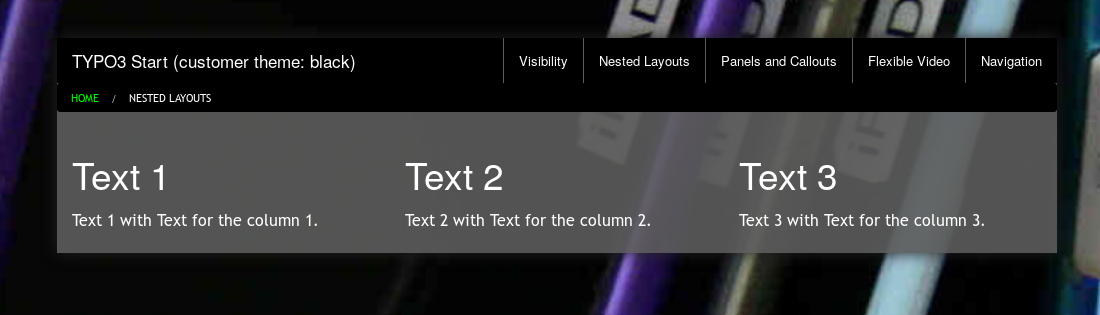 TYPO3 Start (customer theme: black)
Visibility
Nested Layouts
Panels and Callouts
Flexible Video
Navigation
HOME / NESTED LAYOUTS
Text 1
Text 1 with Text for the column 1.
Text 2
Text 2 with Text for the column 2.
Text 3
Text 3 with Text for the column 3.